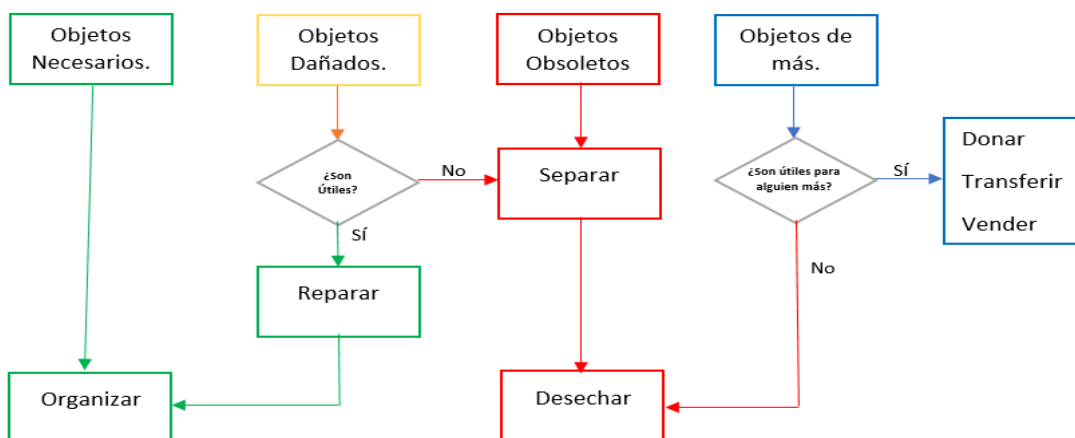 Objetos
Necesarios.
Objetos
Dañados.
Objetos
Obsoletos
Objetos de
más.
¿Son
Útiles?
No
Separar
¿Son útiles para
alguien más?
Sí
Donar
Transferir
Vender
Sí
No
Reparar
Organizar
Desechar